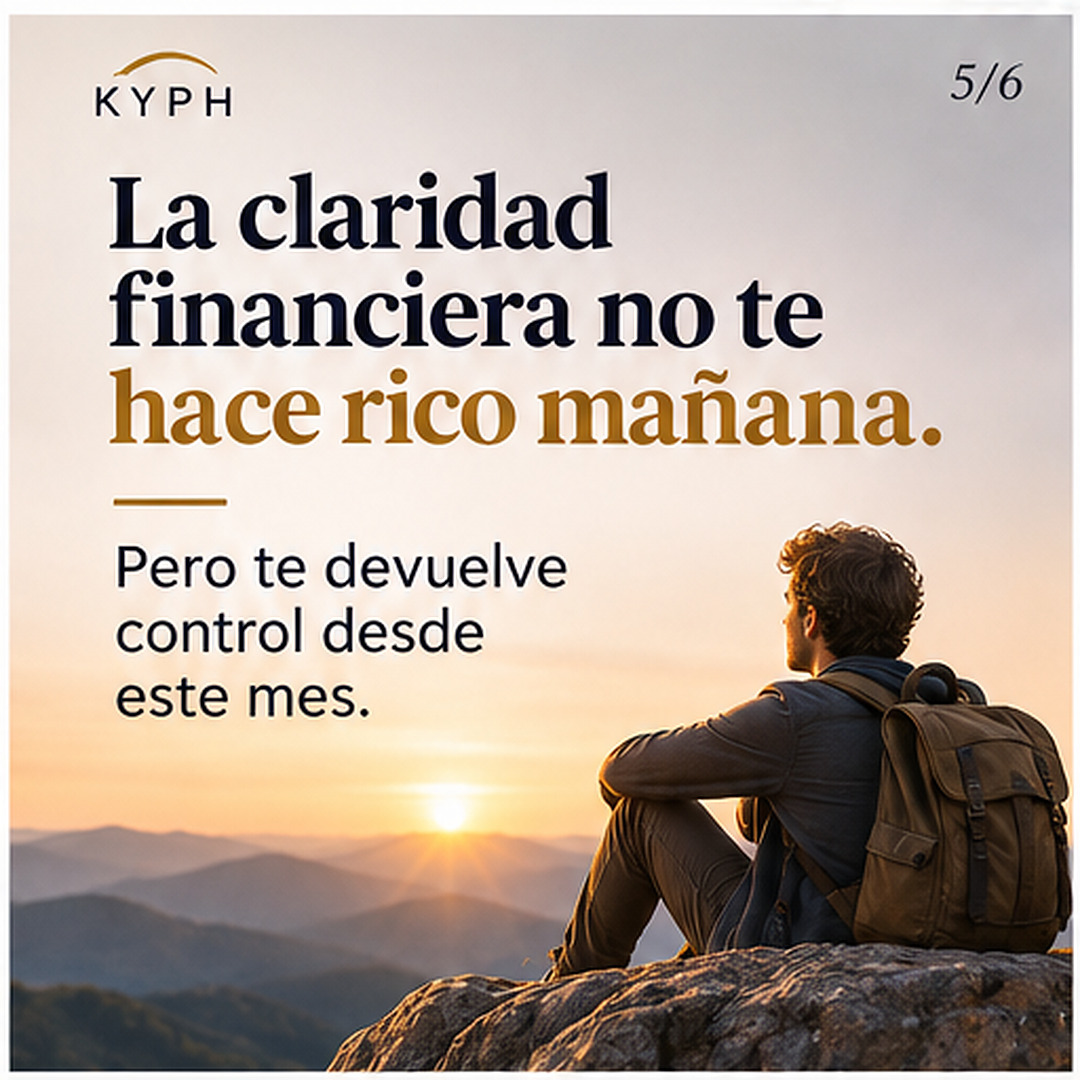 KYPH
5/6
La claridad
financiera no te
hace rico mañana.
Pero te devuelve
control desde
este mes.